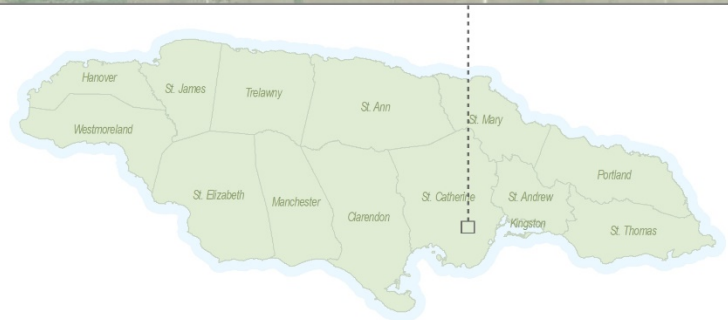 Hanover
St. James
Trelawny
St. Ann
St. Mary
Westmoreland
Portland
St. Elizabeth
Manchester
St. Catherine
St. Andrew
Clarendon
Kingston
St. Thomas